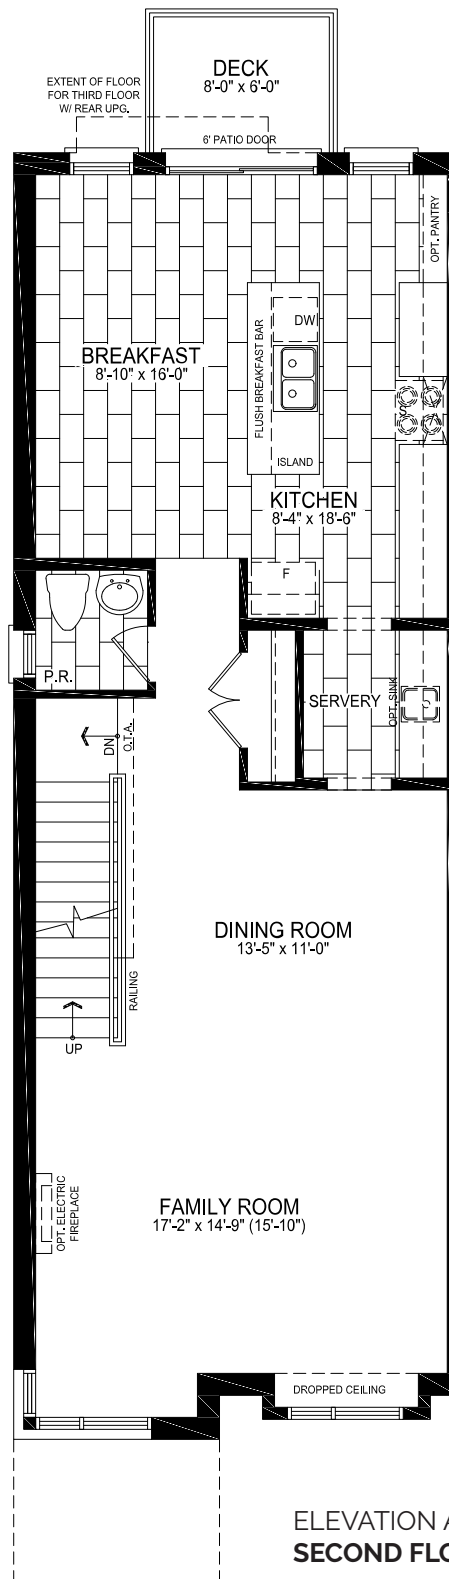 DECK
8'-0" x 6'-0"
EXTENT OF FLOOR
FOR THIRD FLOOR
W/ REAR UPG.
6' PATIO DOOR
OPT. PANTRY
DW
FLUSH BREAKFAST BAR
BREAKFAST
8'-10" x 16'-0"
S
ISLAND
KITCHEN
8'-4" x 18'-6"
F
P.R.
SERVERY
OPT. SINK
S
DN
O.T.A.
DINING ROOM
13'-5" x 11'-0"
RAILING
UP
OPT. ELECTRIC
FIREPLACE
FAMILY ROOM
17'-2" x 14'-9" (15'-10")
DROPPED CEILING
ELEVATION A
SECOND FLO